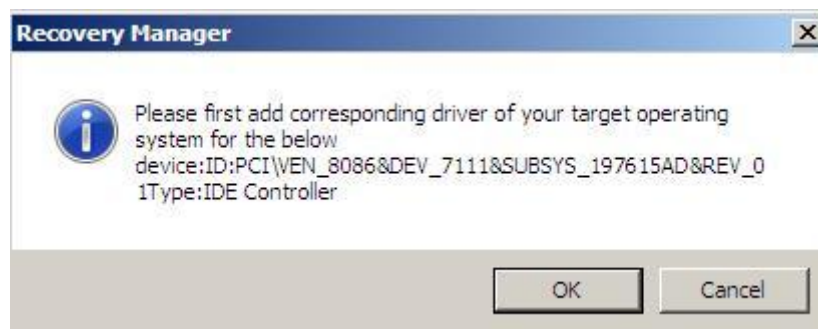 Recovery Manager
Please first add corresponding driver of your target operating
system for the below
device:ID:PCI\VEN_8086&DEV_7111&SUBSYS_197615AD&REV_0
1Type:IDE Controller
OK
Cancel